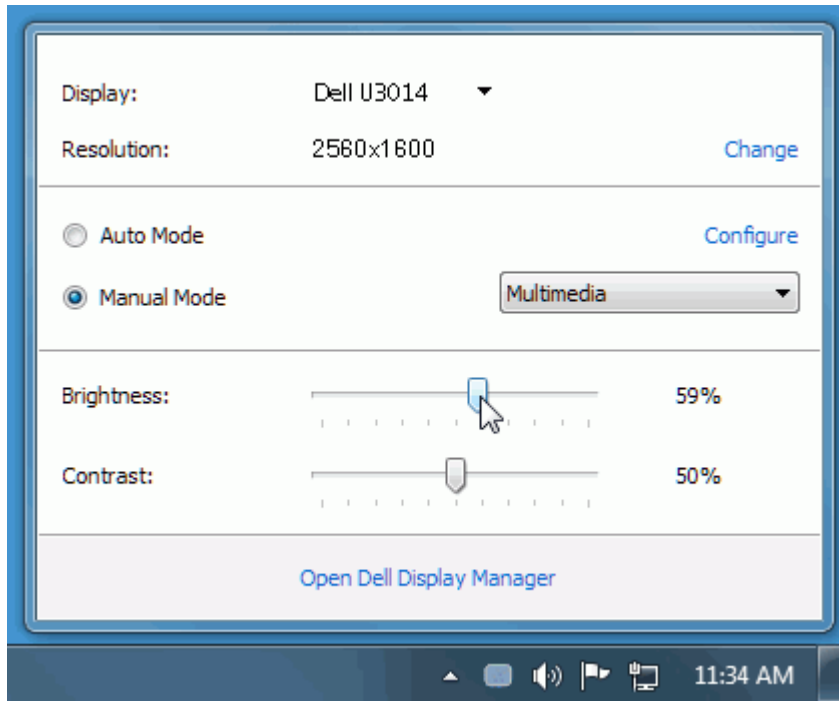 Display: Dell U3014
Resolution: 2560x1600 Change
Auto Mode Configure
Manual Mode Multimedia
Brightness: 59%
Contrast: 50%
Open Dell Display Manager
11:34 AM